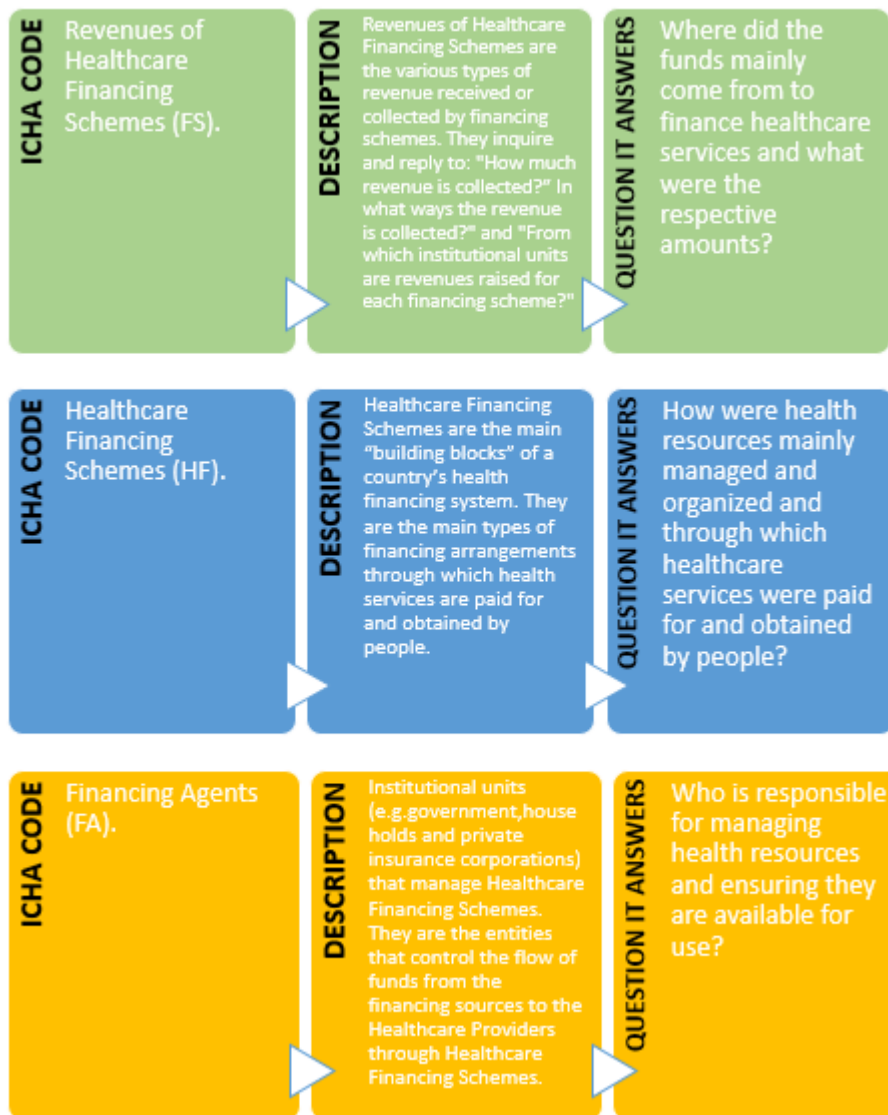 ICHA CODE
Revenues of
Healthcare
Financing
Schemes (FS).
DESCRIPTION
Revenues of Healthcare
Financing Schemes are
the various types of
revenue received or
collected by financing
schemes. They inquire
and reply to: "How much
revenue is collected?” In
what ways the revenue
is collected?" and "From
which institutional units
are revenues raised for
each financing scheme?"
QUESTION IT ANSWERS
Where did the
funds mainly
come from to
finance healthcare
services and what
were the
respective
amounts?
ICHA CODE
Healthcare
Financing
Schemes (HF).
DESCRIPTION
Healthcare Financing
Schemes are the main
“building blocks” of a
country’s health
financing system. They
are the main types of
financing arrangements
through which health
services are paid for
and obtained by
people.
QUESTION IT ANSWERS
How were health
resources mainly
managed and
organized and
through which
healthcare
services were paid
for and obtained
by people?
ICHA CODE
Financing Agents
(FA).
DESCRIPTION
Institutional units
(e.g.government,house
holds and private
insurance corporations)
that manage Healthcare
Financing Schemes.
They are the entities
that control the flow of
funds from the
financing sources to the
Healthcare Providers
through Healthcare
Financing Schemes.
QUESTION IT ANSWERS
Who is responsible
for managing
health resources
and ensuring they
are available for
use?